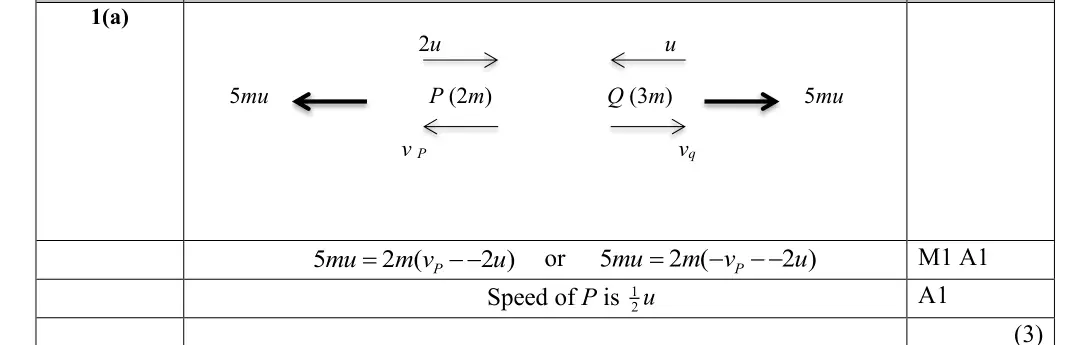 1(a)
2u u
5mu P (2m) Q (3m) 5mu
v P vq
5mu = 2m(vP − −2u) or 5mu = 2m(−vP − −2u) M1 A1
Speed of P is 1/2 u A1
(3)